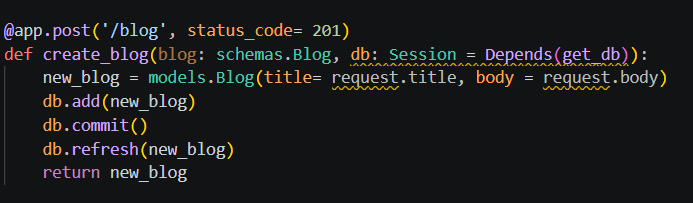 @app.post('/blog', status_code= 201)
def create_blog(blog: schemas.Blog, db: Session = Depends(get_db)):
    new_blog = models.Blog(title= request.title, body = request.body)
    db.add(new_blog)
    db.commit()
    db.refresh(new_blog)
    return new_blog